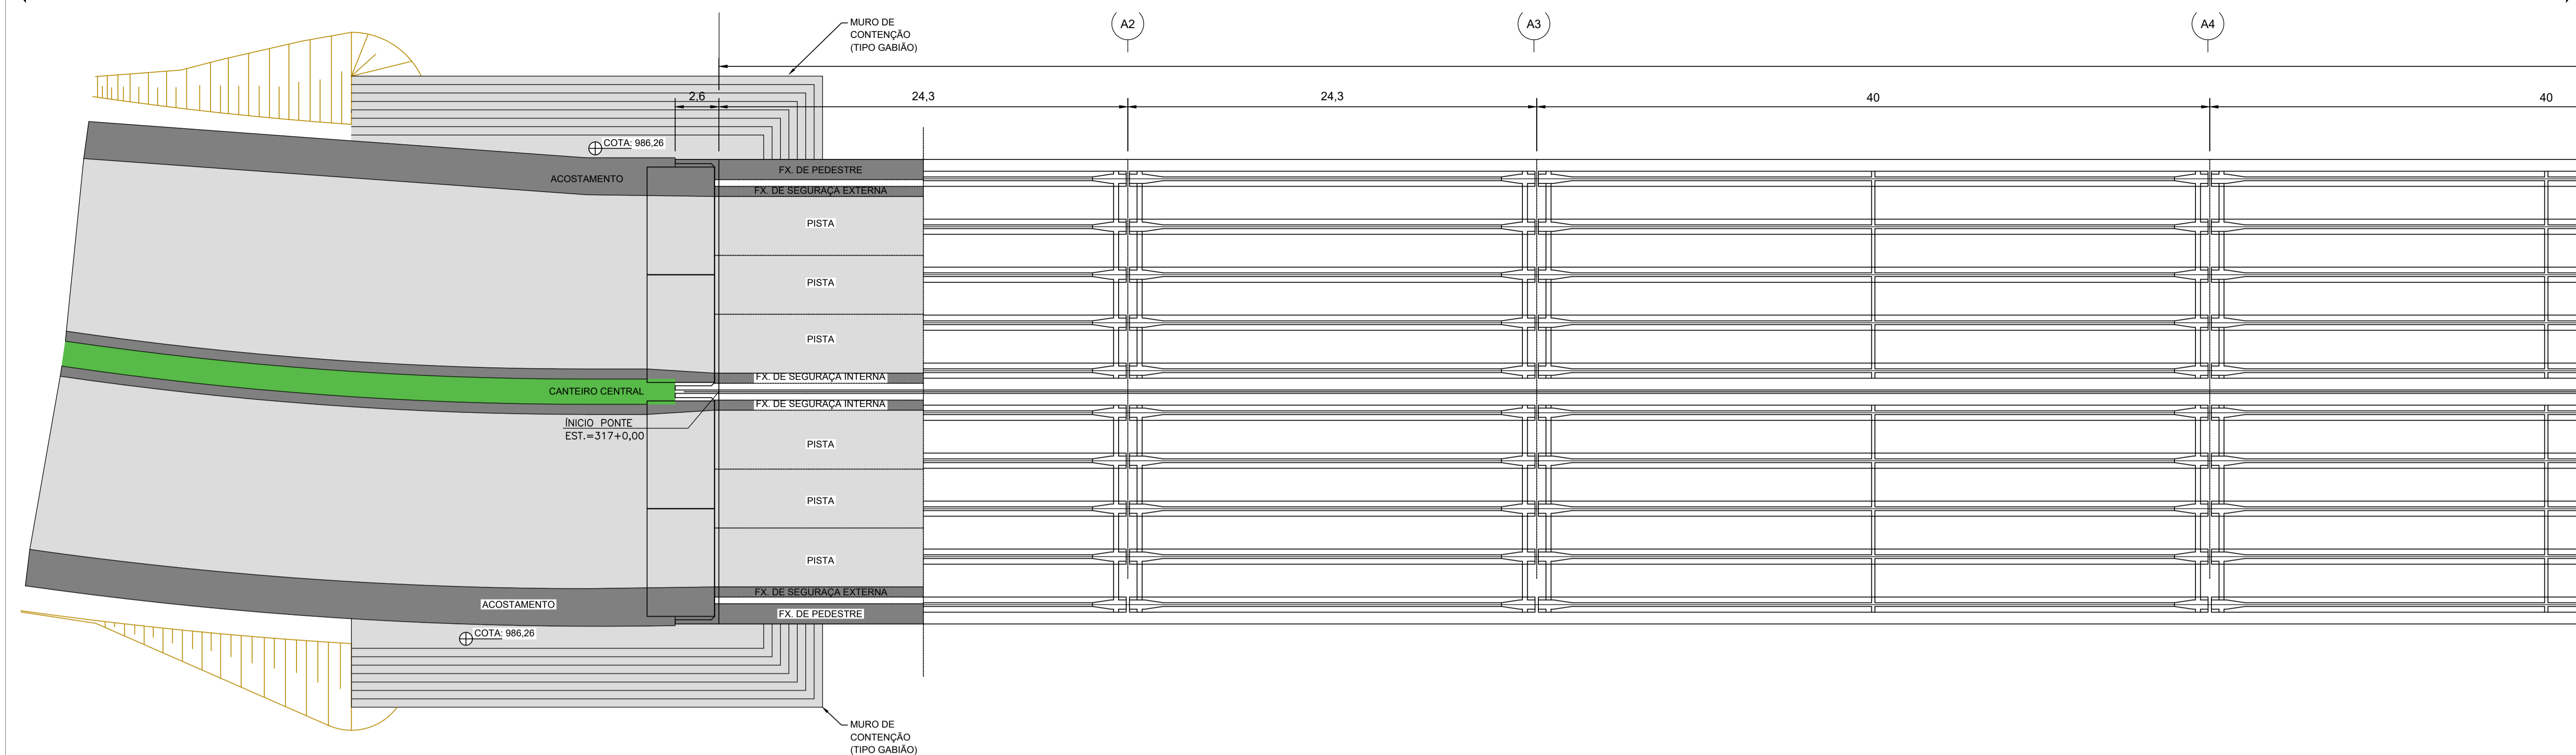 MURO DE
CONTENÇÃO
(TIPO GABIÃO)
A2
A3
A4
2,6
24,3
24,3
40
40
COTA: 986,26
ACOSTAMENTO
FX. DE PEDESTRE
FX. DE SEGURAÇA EXTERNA
PISTA
PISTA
PISTA
FX. DE SEGURAÇA INTERNA
CANTEIRO CENTRAL
FX. DE SEGURAÇA INTERNA
ÍNICIO PONTE
EST.=317+0,00
PISTA
PISTA
PISTA
FX. DE SEGURAÇA EXTERNA
ACOSTAMENTO
FX. DE PEDESTRE
COTA: 986,26
MURO DE
CONTENÇÃO
(TIPO GABIÃO)